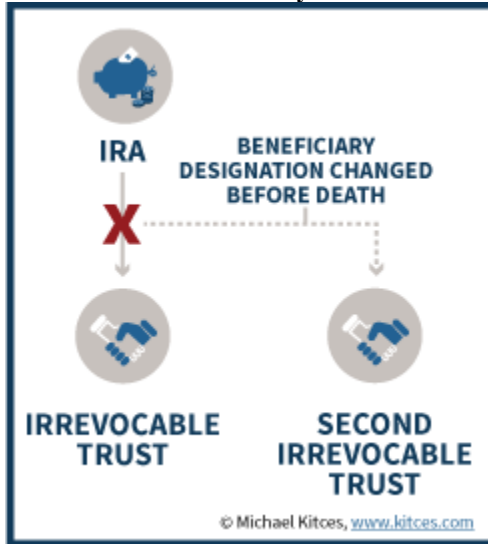 IRA
BENEFICIARY
DESIGNATION CHANGED
BEFORE DEATH
X
IRREVOCABLE
TRUST
SECOND
IRREVOCABLE
TRUST
© Michael Kitces, www.kitces.com